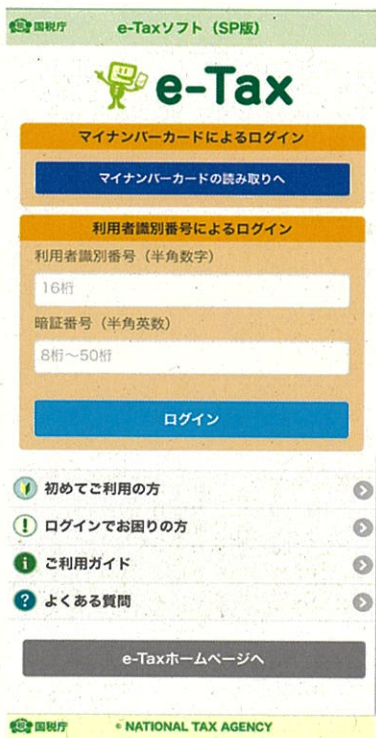 国税庁 e-Taxソフト（SP版）
e-Tax
マイナンバーカードによるログイン
マイナンバーカードの読み取りへ
利用者識別番号によるログイン
利用者識別番号（半角数字）
16桁
暗証番号（半角英数）
8桁～50桁
ログイン
初めてご利用の方
ログインでお困りの方
ご利用ガイド
よくある質問
e-Taxホームページへ
国税庁 © NATIONAL TAX AGENCY